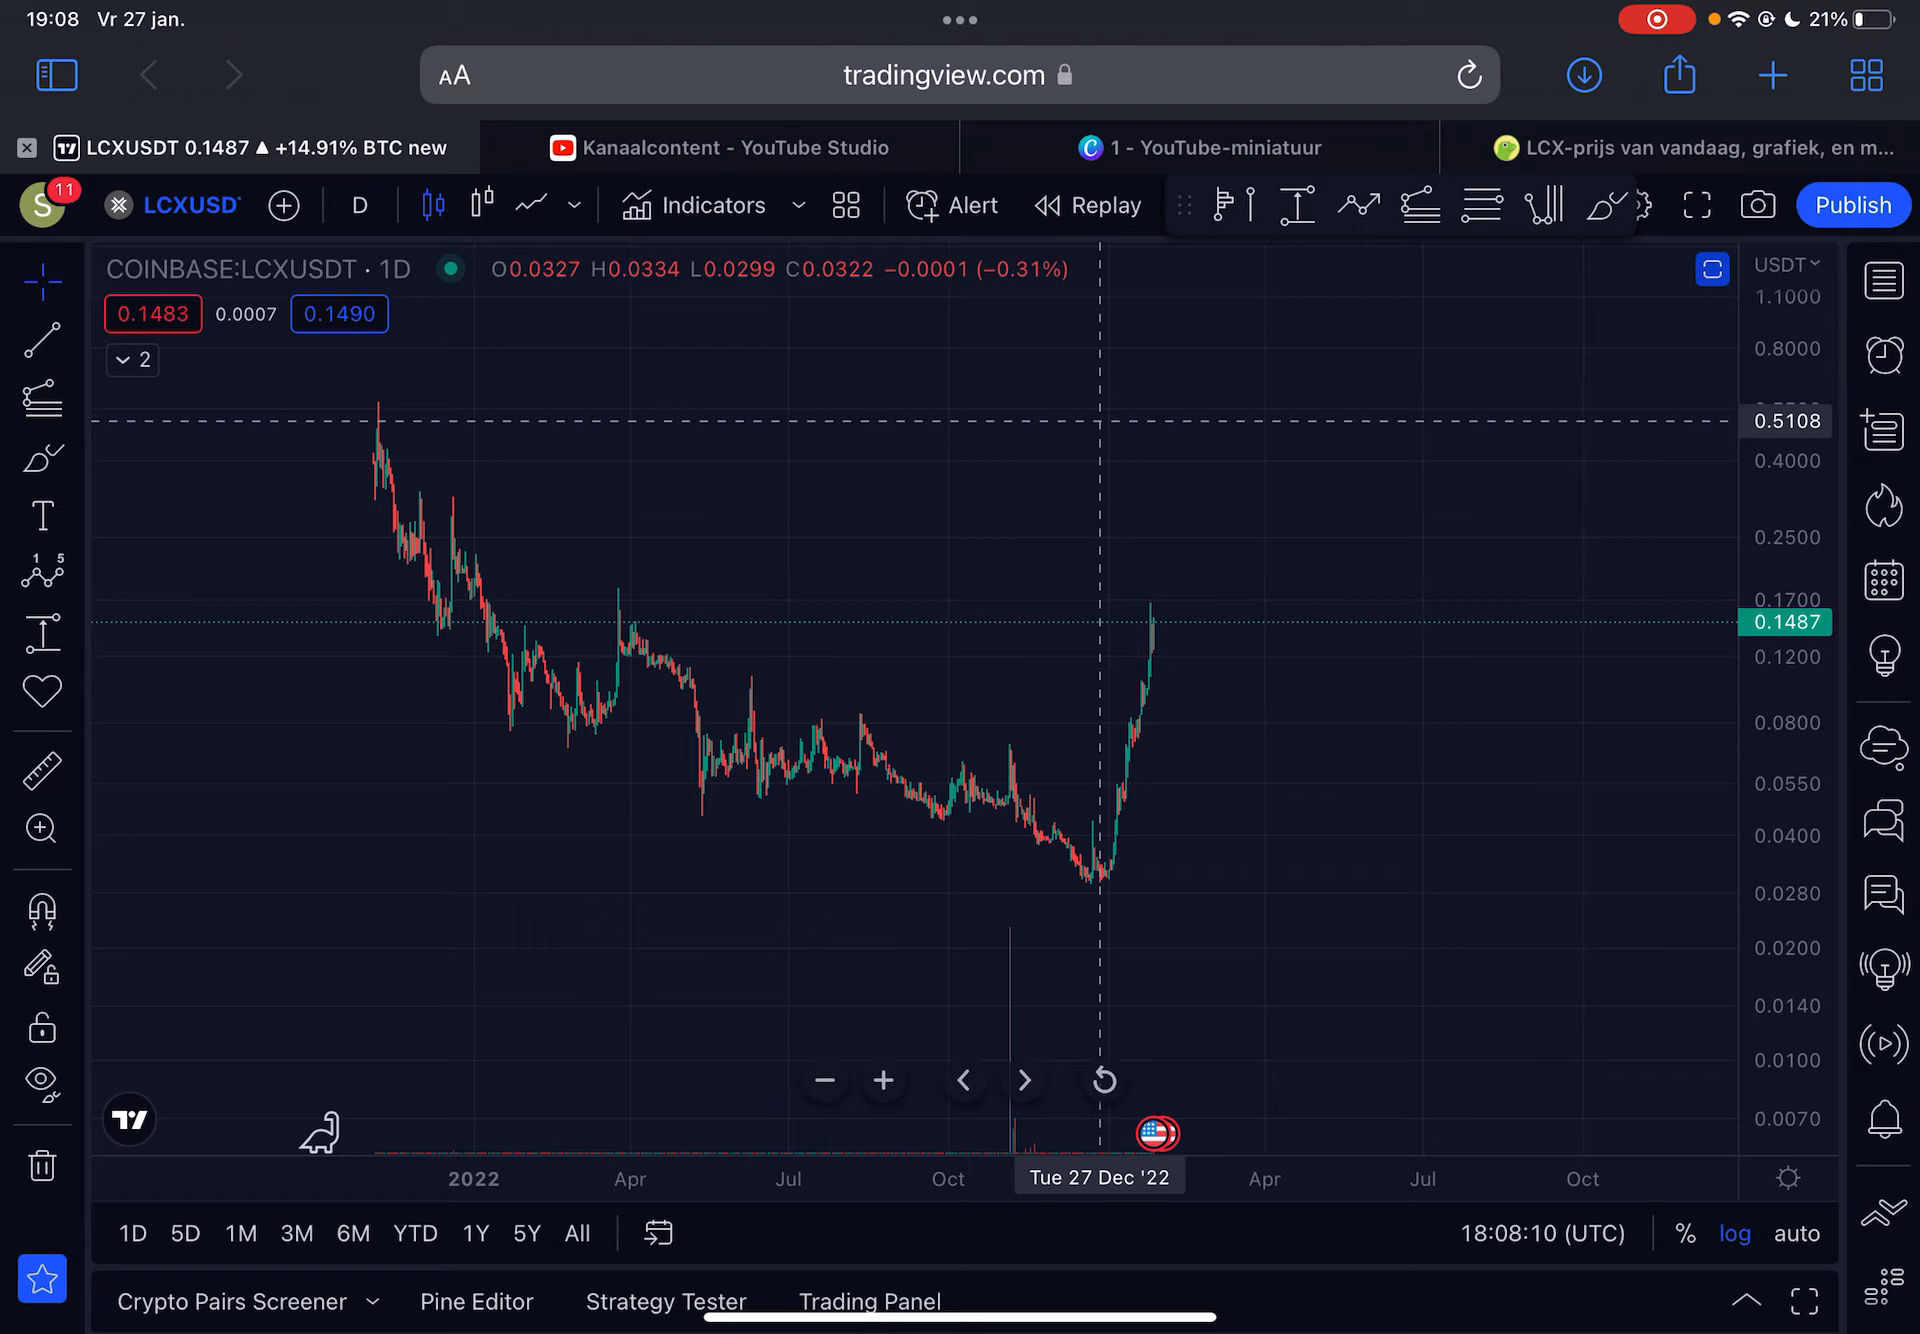 19:08 Vr 27 jan.
21%
AA
tradingview.com
LCXUSDT 0.1487 ▲ +14.91% BTC new
Kanaalcontent - YouTube Studio
1 - YouTube-miniatuur
LCX-prijs van vandaag, grafiek, en m...
S
11
LCXUSD
D
Indicators
Alert
Replay
Publish
COINBASE:LCXUSDT · 1D
O0.0327 H0.0334 L0.0299 C0.0322 −0.0001 (−0.31%)
USDT
0.1483
0.0007
0.1490
2
1.1000
0.8000
0.5108
0.4000
0.2500
0.1700
0.1487
0.1200
0.0800
0.0550
0.0400
0.0280
0.0200
0.0140
0.0100
0.0070
2022
Apr
Jul
Oct
Tue 27 Dec '22
Apr
Jul
Oct
1D 5D 1M 3M 6M YTD 1Y 5Y All
18:08:10 (UTC)
% log auto
Crypto Pairs Screener
Pine Editor
Strategy Tester
Trading Panel